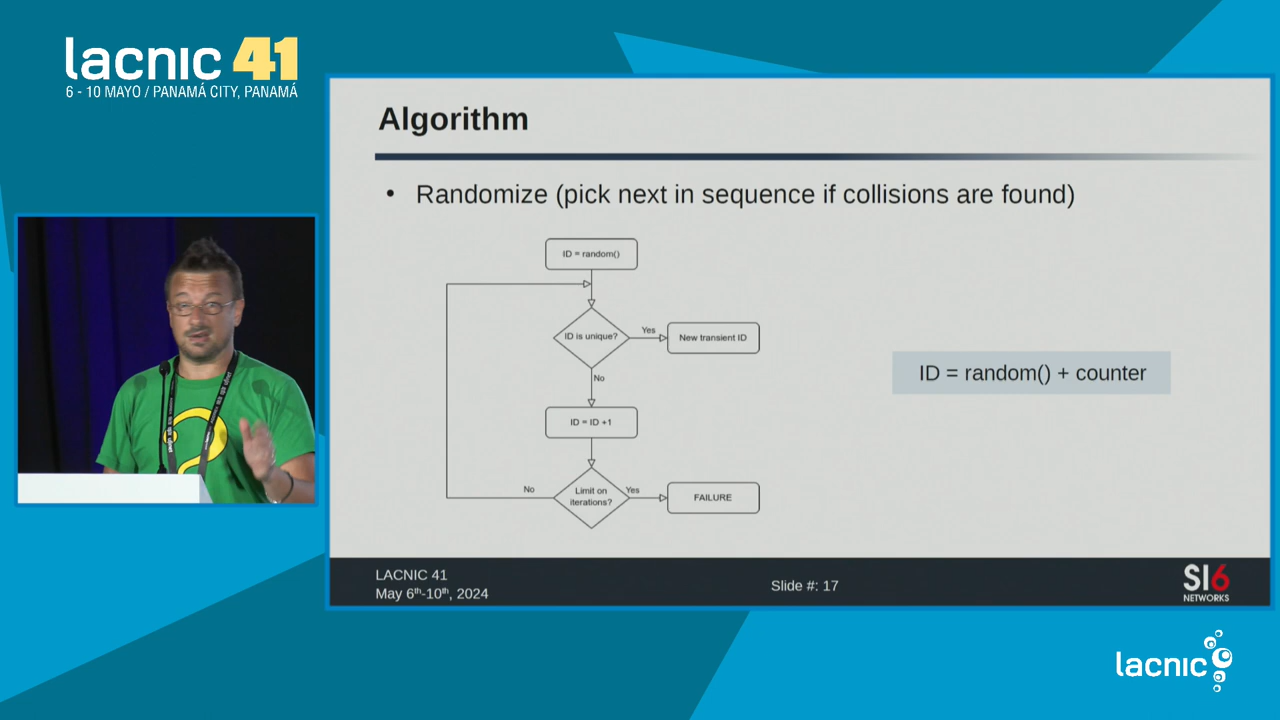 lacnic 41
6 - 10 MAYO / PANAMÁ CITY, PANAMÁ
Algorithm
• Randomize (pick next in sequence if collisions are found)
ID = random()
ID is unique?
Yes
New transient ID
No
ID = ID +1
Limit on
iterations?
No
Yes
FAILURE
ID = random() + counter
LACNIC 41
May 6th-10th, 2024
Slide #: 17
SI6
NETWORKS
lacnic